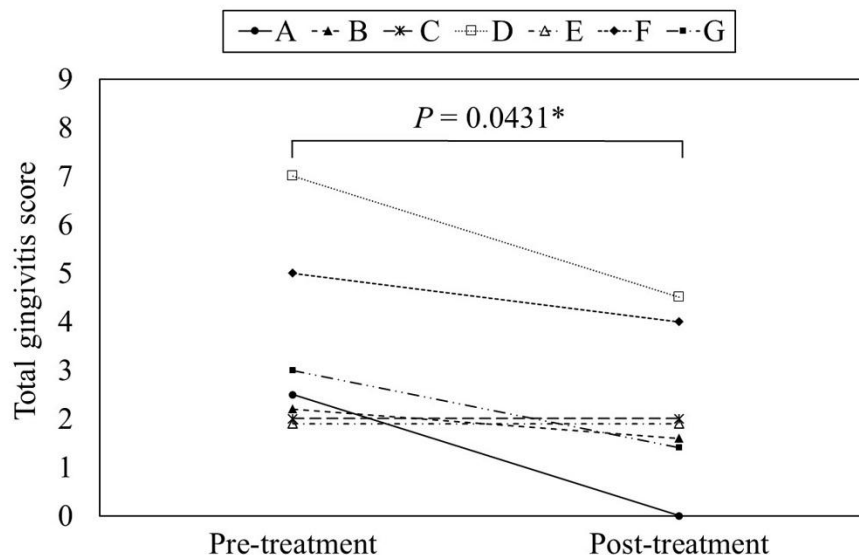 A B C D E F G
9
P = 0.0431*
8
7
6
5
4
3
2
1
0
Total gingivitis score
Pre-treatment Post-treatment